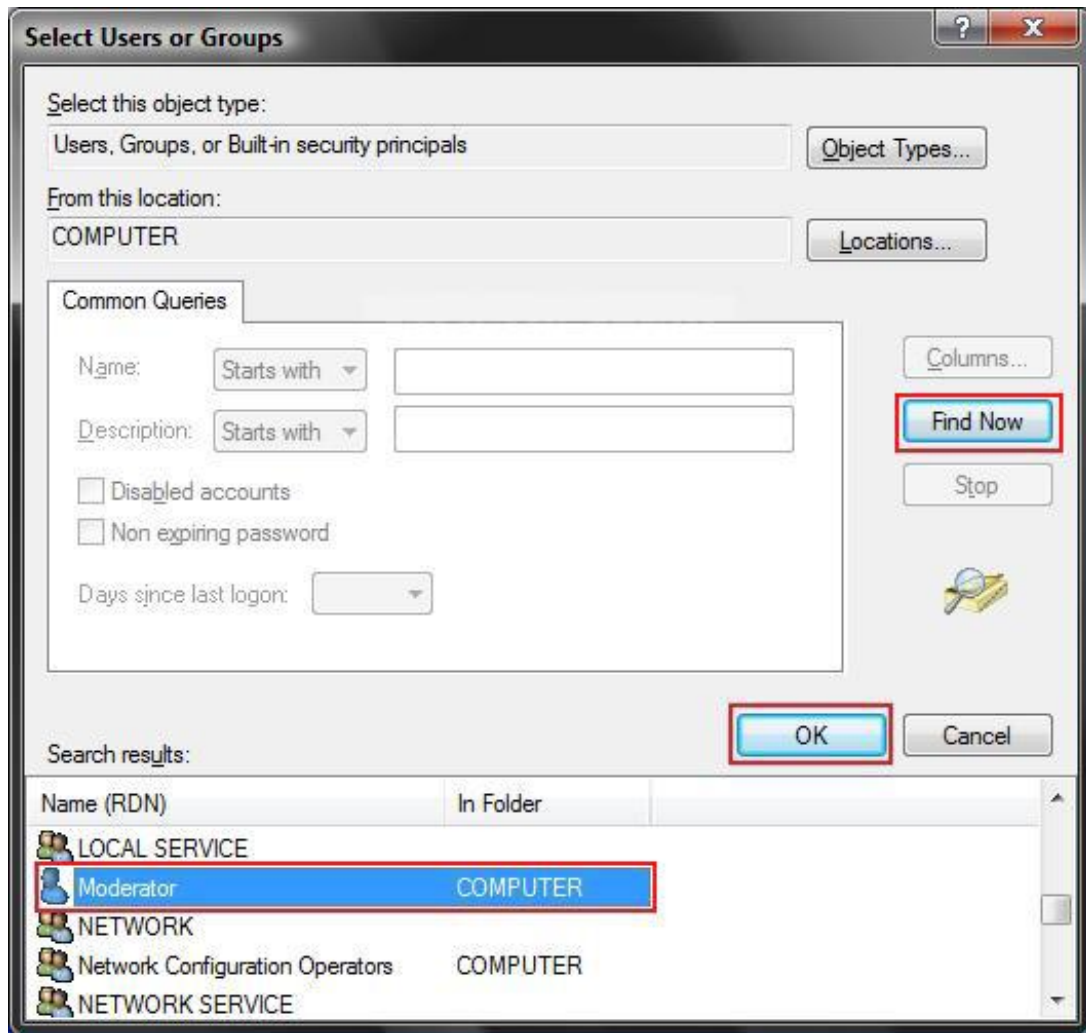 Select Users or Groups
?
X
Select this object type:
Users, Groups, or Built-in security principals
Object Types...
From this location:
COMPUTER
Locations...
Common Queries
Name:
Starts with
Columns...
Description:
Starts with
Find Now
Disabled accounts
Stop
Non expiring password
Days since last logon:
OK
Cancel
Search results:
Name (RDN) In Folder
LOCAL SERVICE
Moderator COMPUTER
NETWORK
Network Configuration Operators COMPUTER
NETWORK SERVICE